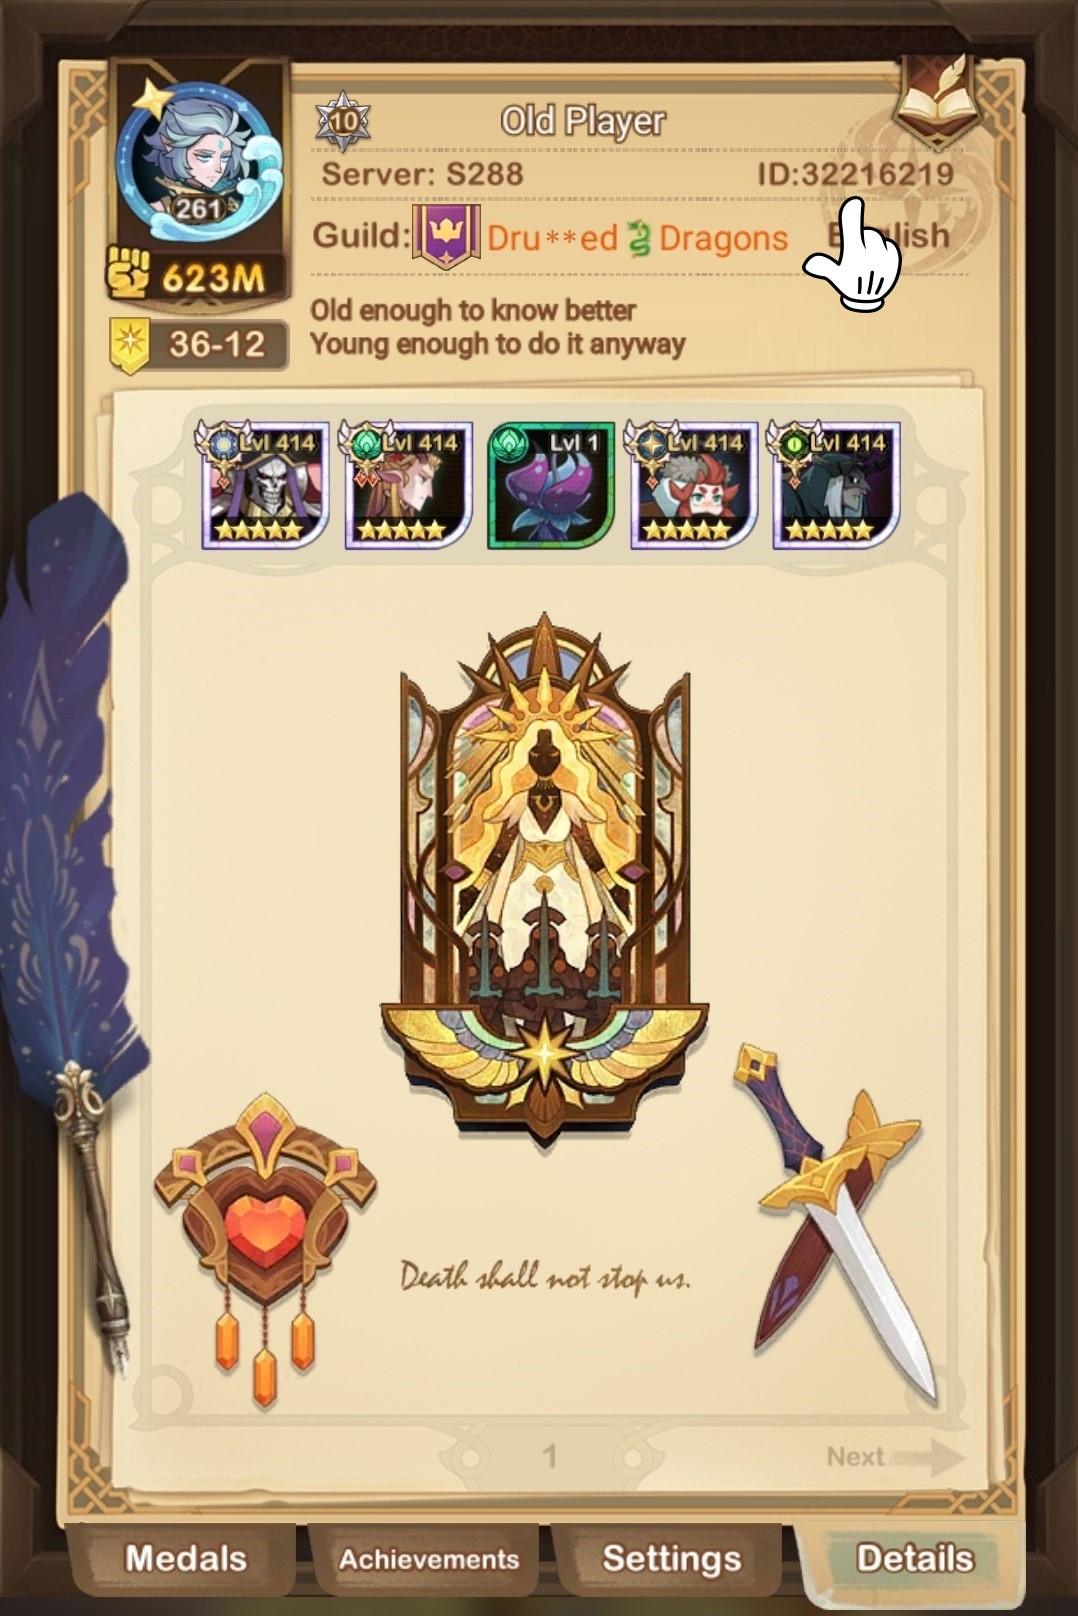 10
Old Player
Server: S288
ID:32216219
261
Guild: Dru**ed Dragons
623M
Old enough to know better
36-12
Young enough to do it anyway
Lvl 414
Lvl 414
Lvl 1
Lvl 414
Lvl 414
Death shall not stop us.
1
Next
Medals
Achievements
Settings
Details